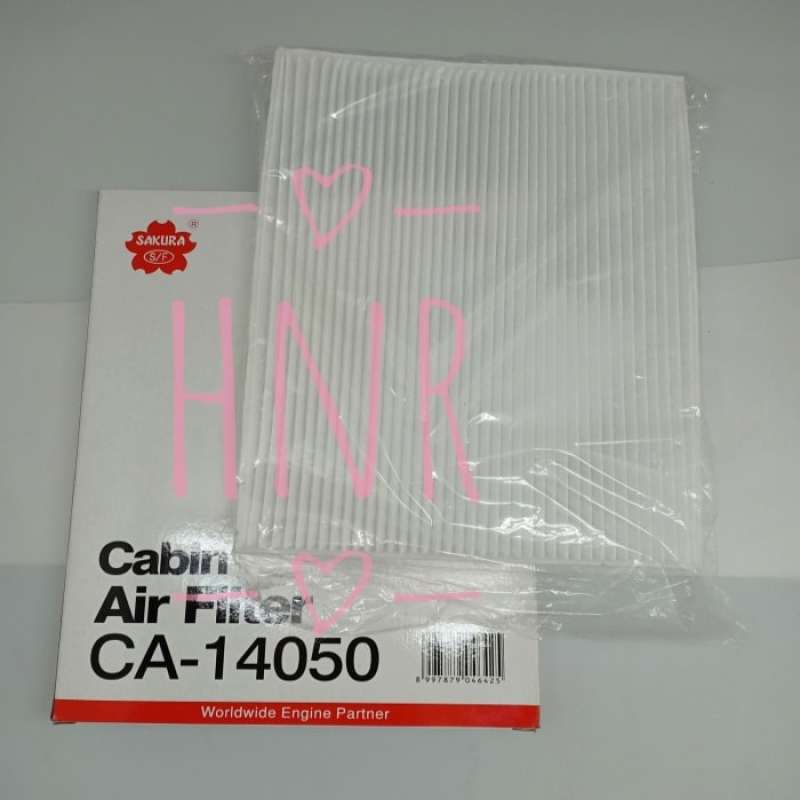 SAKURA
®
S/F
HNR
Cabin
Air Filter
CA-14050
8 997879 046425
Worldwide Engine Partner